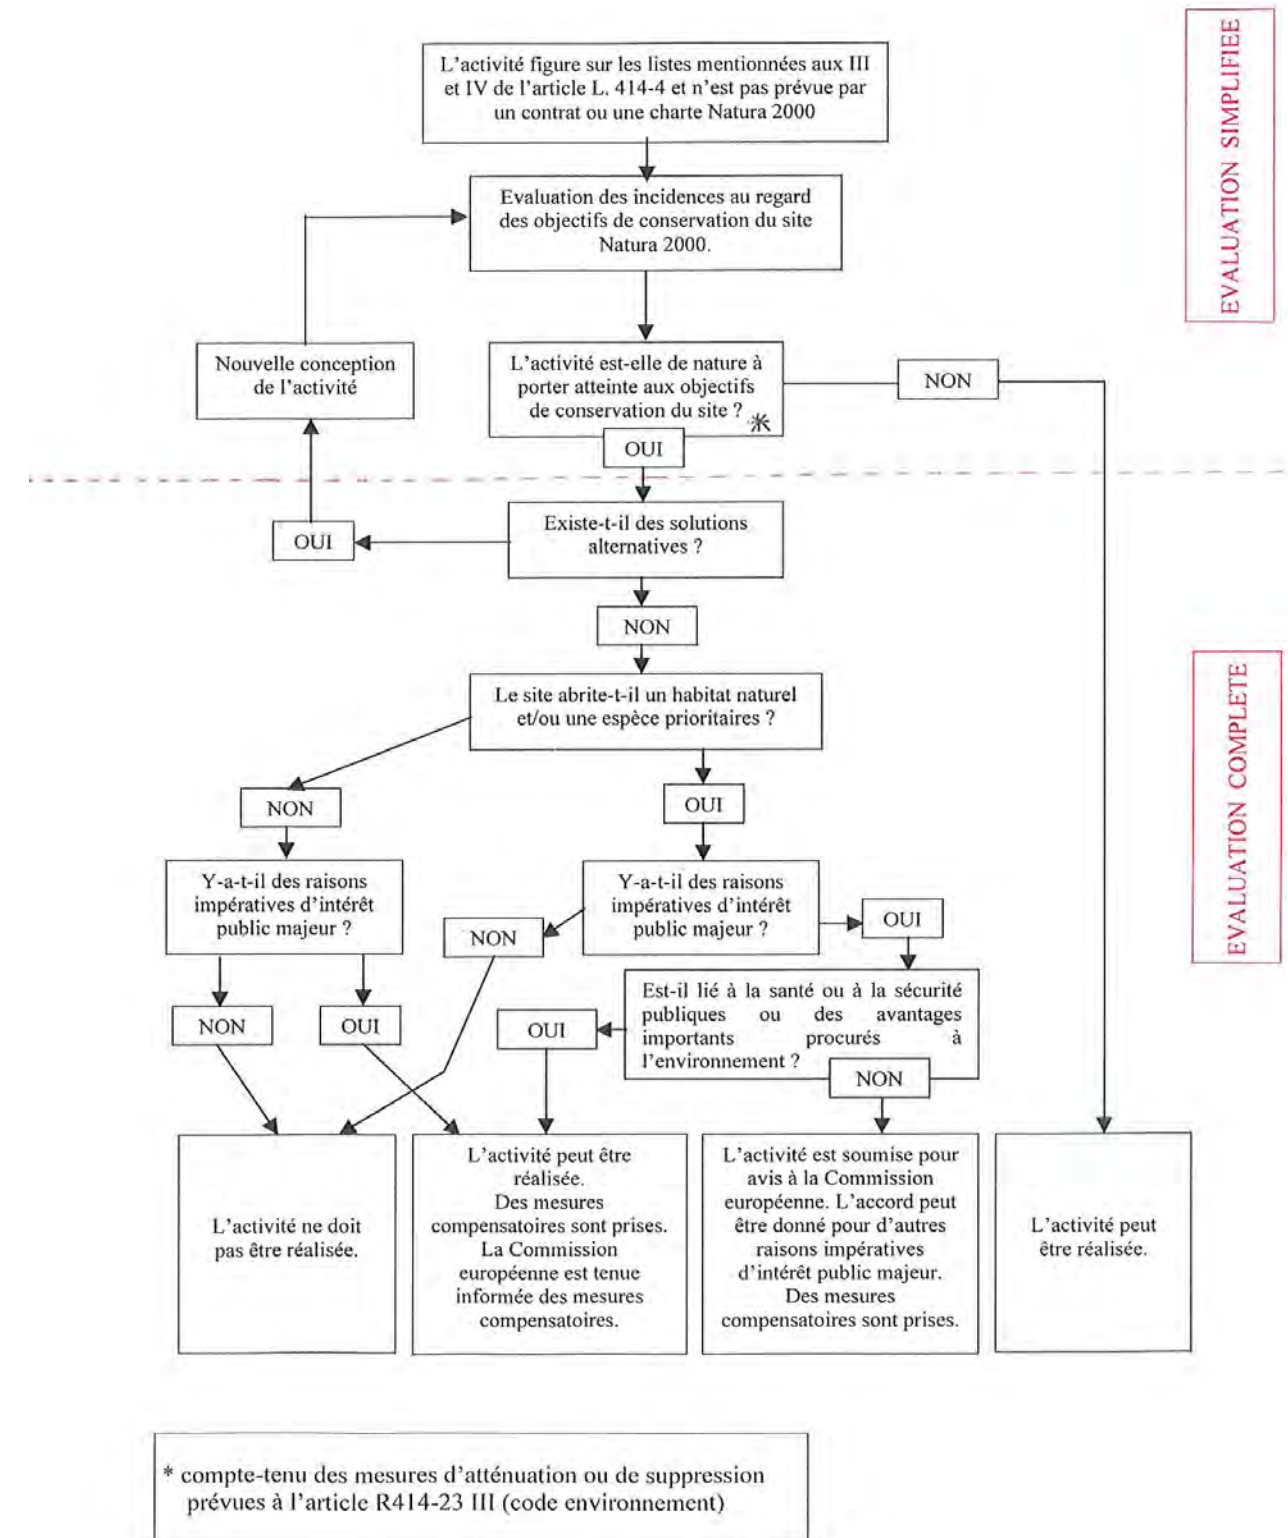 EVALUATION SIMPLIFIEE
L'activité figure sur les listes mentionnées aux III
et IV de l'article L. 414-4 et n'est pas prévue par
un contrat ou une charte Natura 2000
Evaluation des incidences au regard
des objectifs de conservation du site
Natura 2000.
Nouvelle conception
de l'activité
L'activité est-elle de nature à
porter atteinte aux objectifs
de conservation du site ? *
NON
OUI
Existe-t-il des solutions
alternatives ?
OUI
NON
EVALUATION COMPLETE
Le site abrite-t-il un habitat naturel
et/ou une espèce prioritaires ?
NON
OUI
Y-a-t-il des raisons
impératives d'intérêt
public majeur ?
Y-a-t-il des raisons
impératives d'intérêt
public majeur ?
NON
OUI
Est-il lié à la santé ou à la sécurité
publiques ou des avantages
importants procurés à
l'environnement ?
NON
OUI
OUI
NON
L'activité ne doit
pas être réalisée.
L'activité peut être
réalisée.
Des mesures
compensatoires sont prises.
La Commission
européenne est tenue
informée des mesures
compensatoires.
L'activité est soumise pour
avis à la Commission
européenne. L'accord peut
être donné pour d'autres
raisons impératives
d'intérêt public majeur.
Des mesures
compensatoires sont prises.
L'activité peut
être réalisée.
* compte-tenu des mesures d'atténuation ou de suppression
prévues à l'article R414-23 III (code environnement)